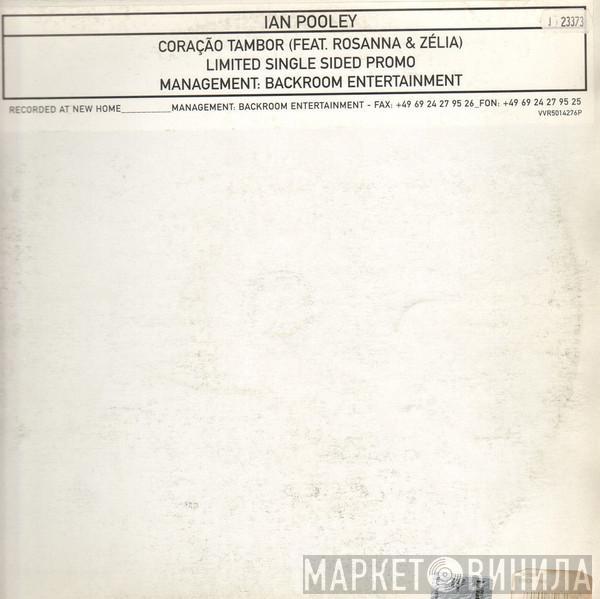 IAN POOLEY
J 23373
CORAÇÃO TAMBOR (FEAT. ROSANNA & ZÉLIA)
LIMITED SINGLE SIDED PROMO
MANAGEMENT: BACKROOM ENTERTAINMENT
RECORDED AT NEW HOME__________MANAGEMENT: BACKROOM ENTERTAINMENT - FAX: +49 69 24 27 95 26_FON: +49 69 24 27 95 25
VVR5014276P
МАРКЕТ ВИНИЛА